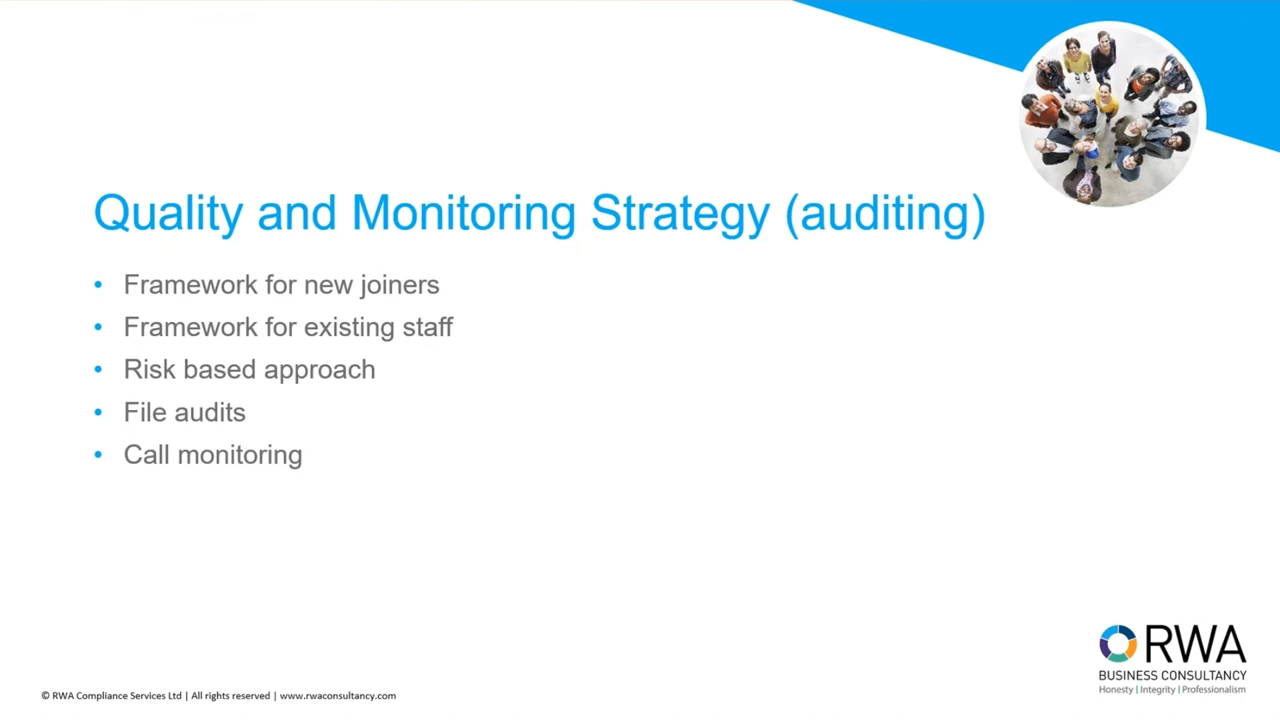 Quality and Monitoring Strategy (auditing)
• Framework for new joiners
• Framework for existing staff
• Risk based approach
• File audits
• Call monitoring
RWA
BUSINESS CONSULTANCY
Honesty | Integrity | Professionalism
© RWA Compliance Services Ltd | All rights reserved | www.rwaconsultancy.com